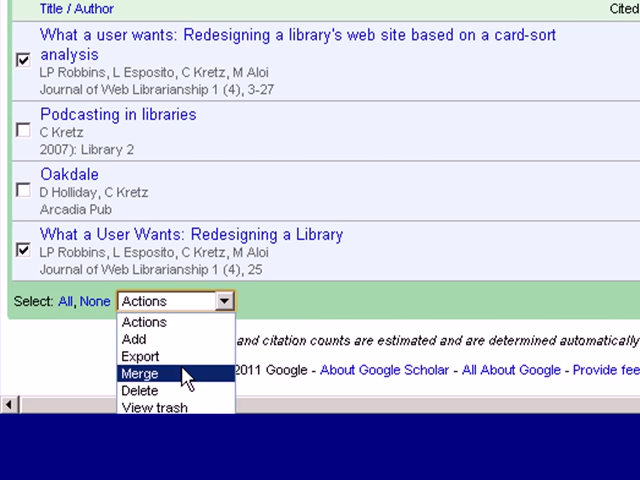 Title / Author Cited
What a user wants: Redesigning a library's web site based on a card-sort
analysis
LP Robbins, L Esposito, C Kretz, M Aloi
Journal of Web Librarianship 1 (4), 3-27
Podcasting in libraries
C Kretz
2007): Library 2
Oakdale
D Holliday, C Kretz
Arcadia Pub
What a User Wants: Redesigning a Library
LP Robbins, L Esposito, C Kretz, M Aloi
Journal of Web Librarianship 1 (4), 25
Select: All, None Actions
Actions
Add
and citation counts are estimated and are determined automatically
Export
Merge
2011 Google - About Google Scholar - All About Google - Provide fee
Delete
View trash